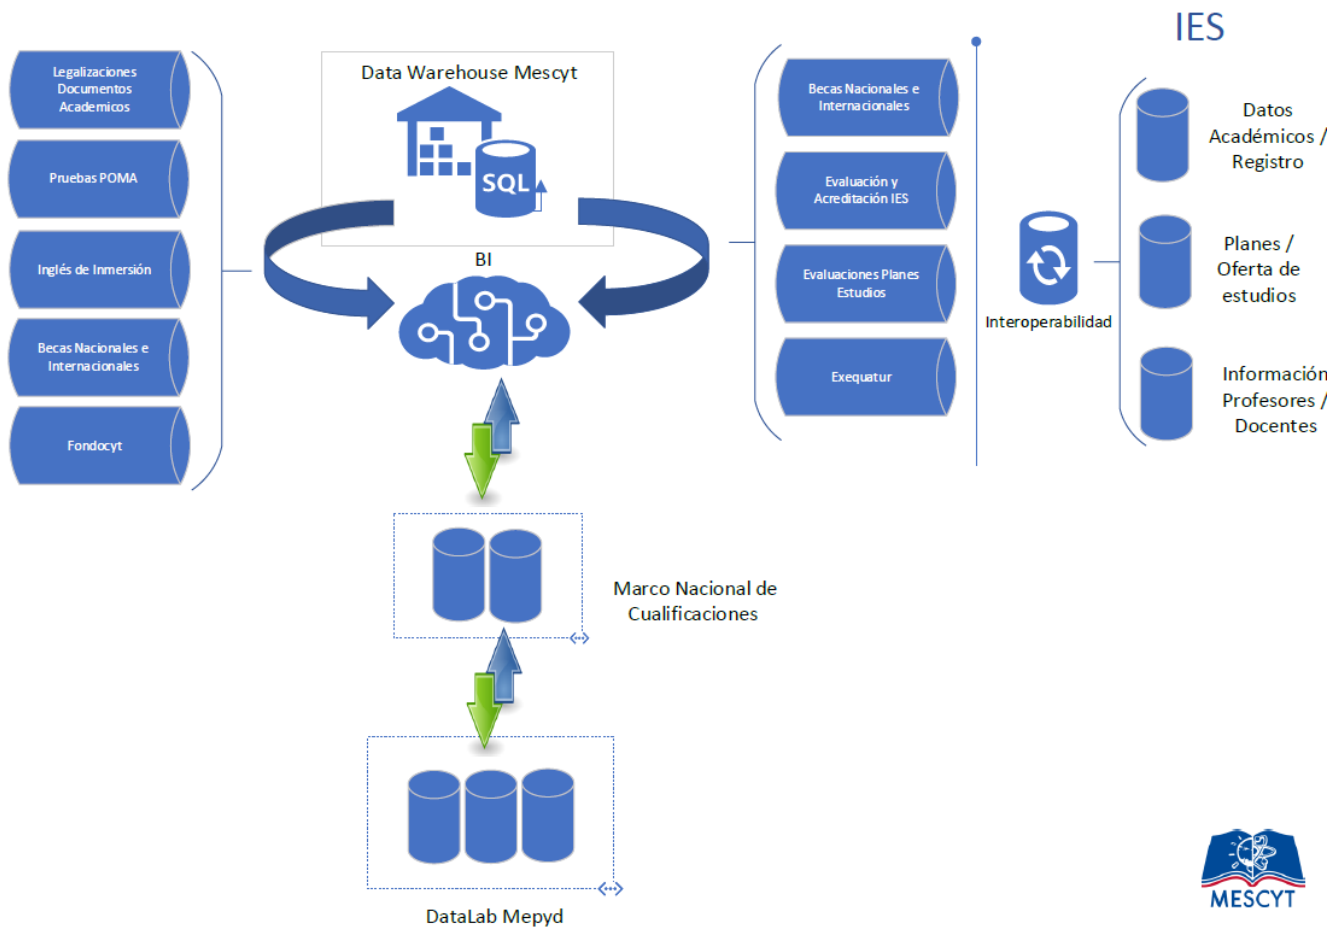 IES
Legalizaciones
Documentos
Academicos
Pruebas POMA
Inglés de Inmersión
Becas Nacionales e
Internacionales
Fondocyt
Data Warehouse Mescyt
SQL
BI
Becas Nacionales e
Internacionales
Evaluación y
Acreditación IES
Evaluaciones Planes
Estudios
Exequatur
Interoperabilidad
Datos
Académicos /
Registro
Planes /
Oferta de
estudios
Información
Profesores /
Docentes
Marco Nacional de
Cualificaciones
DataLab Mepyd
MESCYT